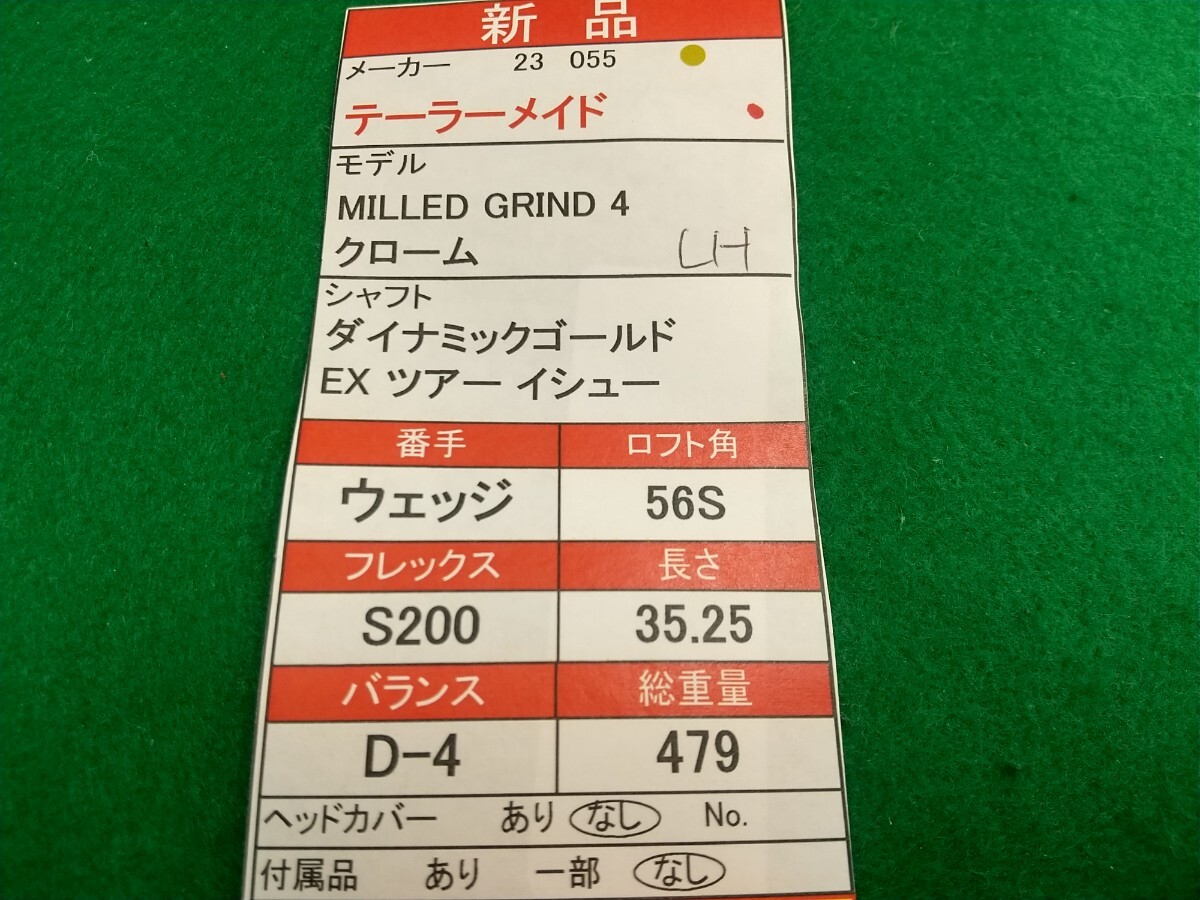 新 品
メーカー 23 055
テーラーメイド
モデル
MILLED GRIND 4
クローム LH
シャフト
ダイナミックゴールド
EX ツアー イシュー
番手 ロフト角
ウェッジ 56S
フレックス 長さ
S200 35.25
バランス 総重量
D-4 479
ヘッドカバー あり なし No.
付属品 あり 一部 なし